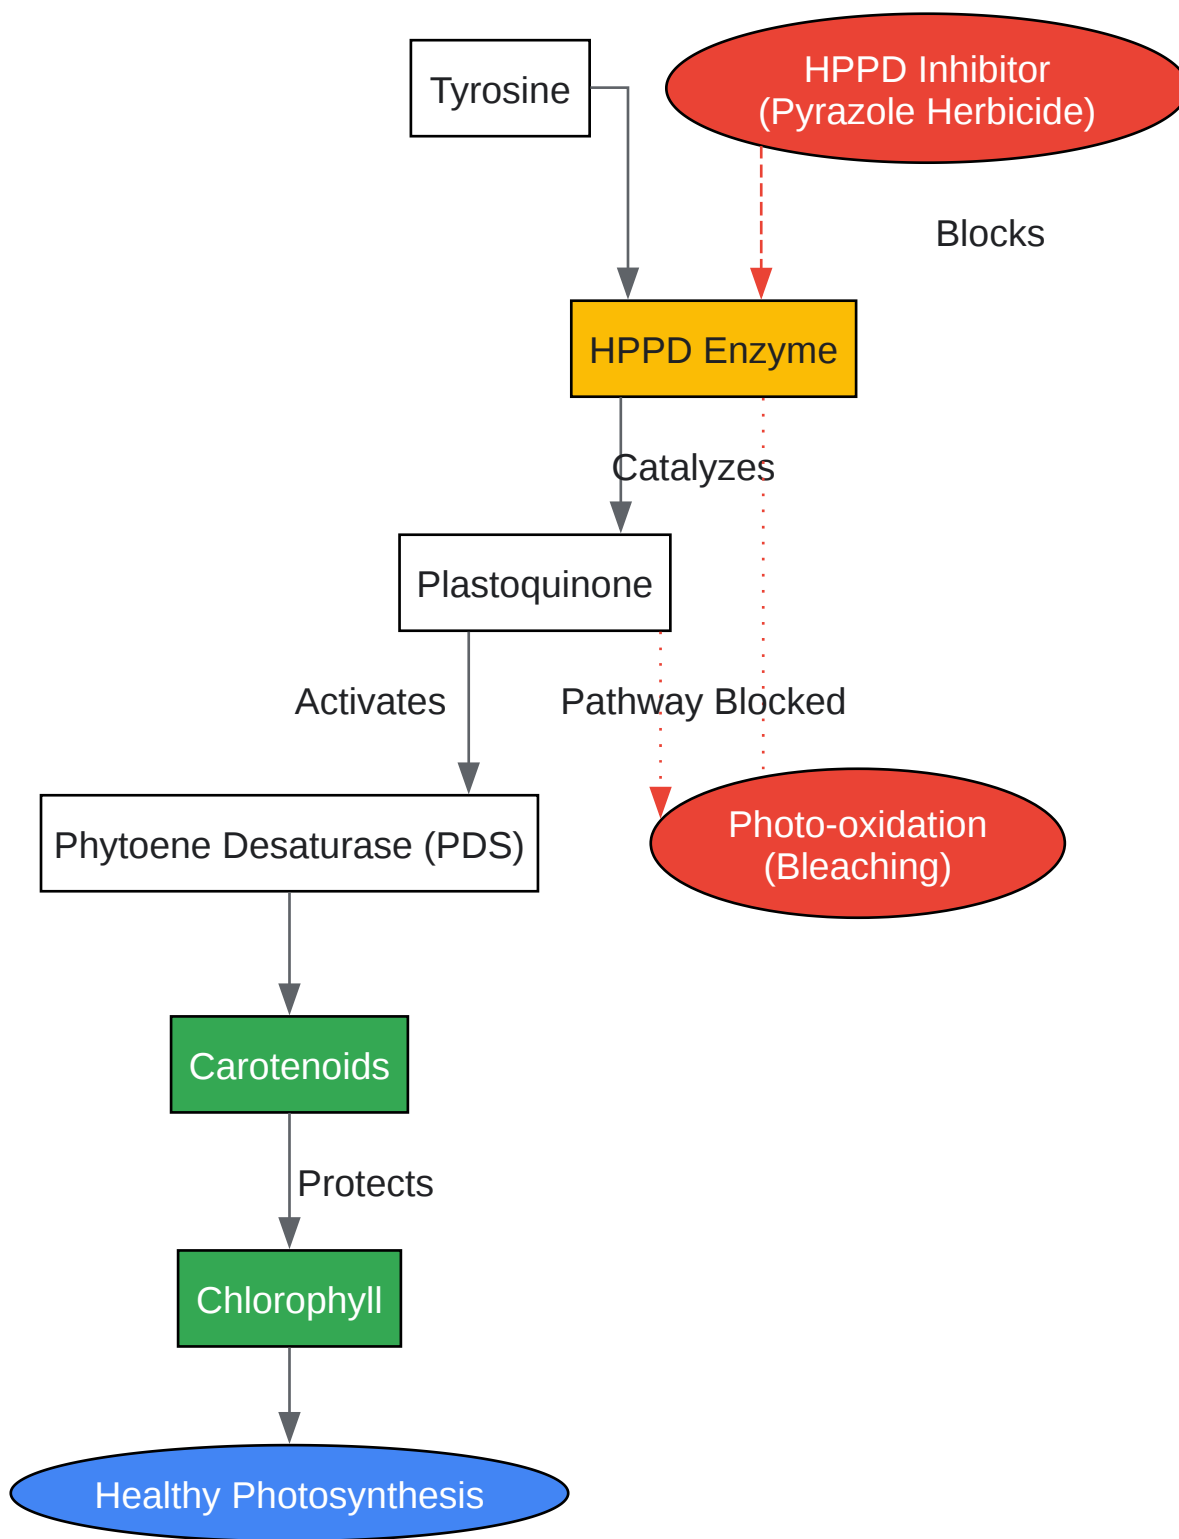 Tyrosine
HPPD Inhibitor
(Pyrazole Herbicide)
Blocks
HPPD Enzyme
Catalyzes
Plastoquinone
Activates
Pathway Blocked
Phytoene Desaturase (PDS)
Photo-oxidation
(Bleaching)
Carotenoids
Protects
Chlorophyll
Healthy Photosynthesis